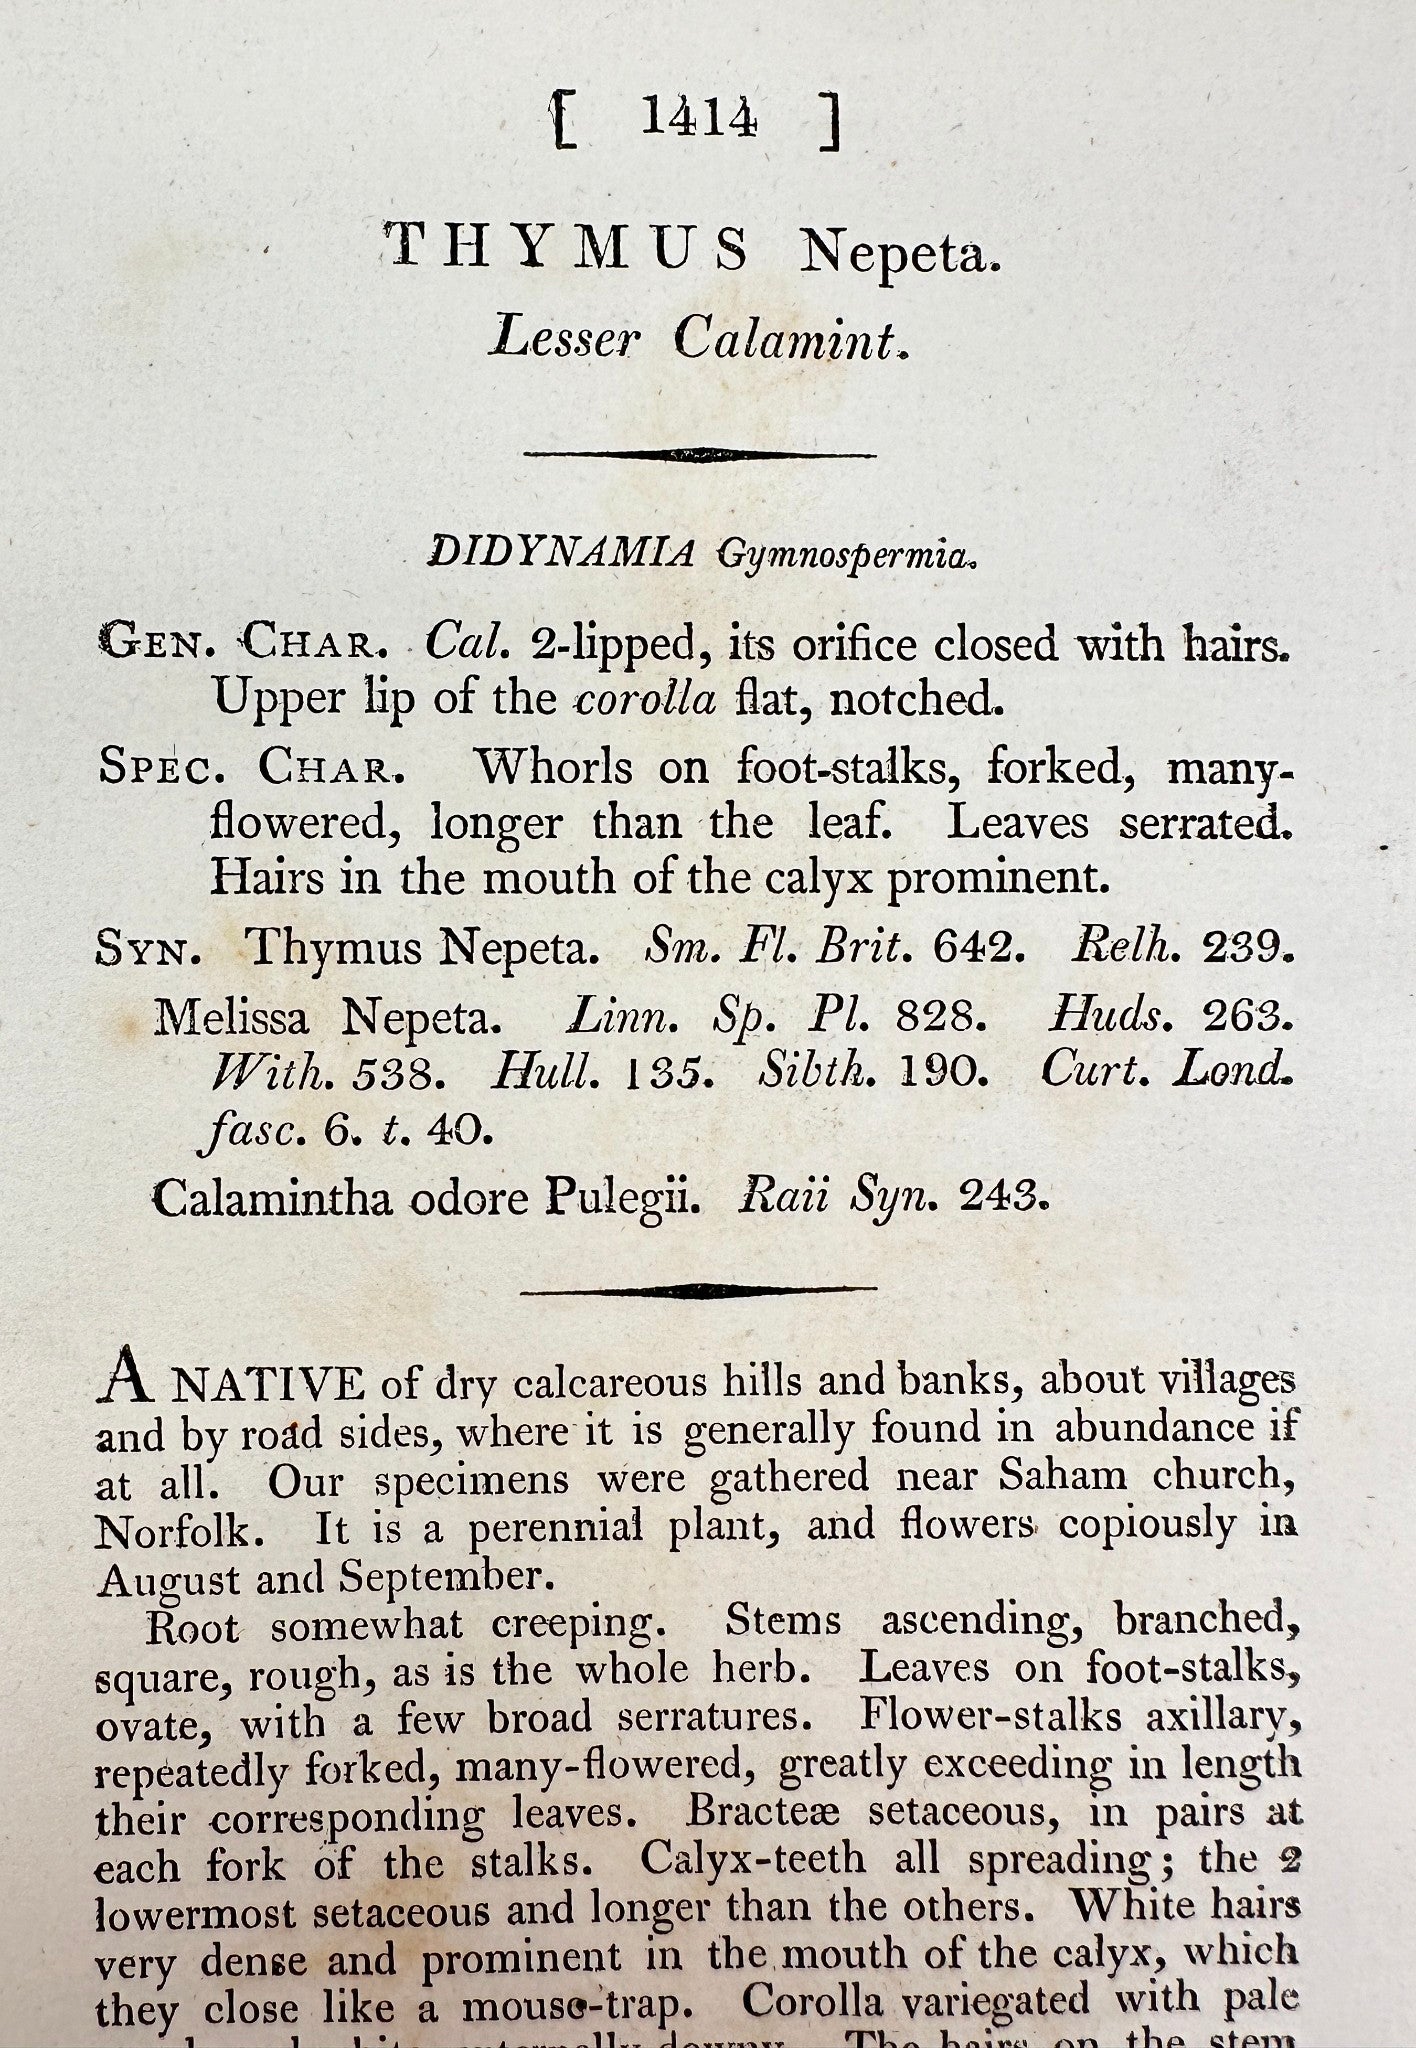 [ 1414 ]
THYMUS Nepeta.
Lesser Calamint.
DIDYNAMIA Gymnospermia.
GEN. CHAR. Cal. 2-lipped, its orifice closed with hairs.
Upper lip of the corolla flat, notched.
SPEC. CHAR. Whorls on foot-stalks, forked, many-
flowered, longer than the leaf. Leaves serrated.
Hairs in the mouth of the calyx prominent.
SYN. Thymus Nepeta. Sm. Fl. Brit. 642. Relh. 239.
Melissa Nepeta. Linn. Sp. Pl. 828. Huds. 263.
With. 538. Hull. 135. Sibth. 190. Curt. Lond.
fasc. 6. t. 40.
Calamintha odore Pulegii. Raii Syn. 243.
A NATIVE of dry calcareous hills and banks, about villages
and by road sides, where it is generally found in abundance if
at all. Our specimens were gathered near Saham church,
Norfolk. It is a perennial plant, and flowers copiously in
August and September.
Root somewhat creeping. Stems ascending, branched,
square, rough, as is the whole herb. Leaves on foot-stalks,
ovate, with a few broad serratures. Flower-stalks axillary,
repeatedly forked, many-flowered, greatly exceeding in length
their corresponding leaves. Bracteæ setaceous, in pairs at
each fork of the stalks. Calyx-teeth all spreading; the 2
lowermost setaceous and longer than the others. White hairs
very dense and prominent in the mouth of the calyx, which
they close like a mouse-trap. Corolla variegated with pale
externally downy. The hairs on the stem